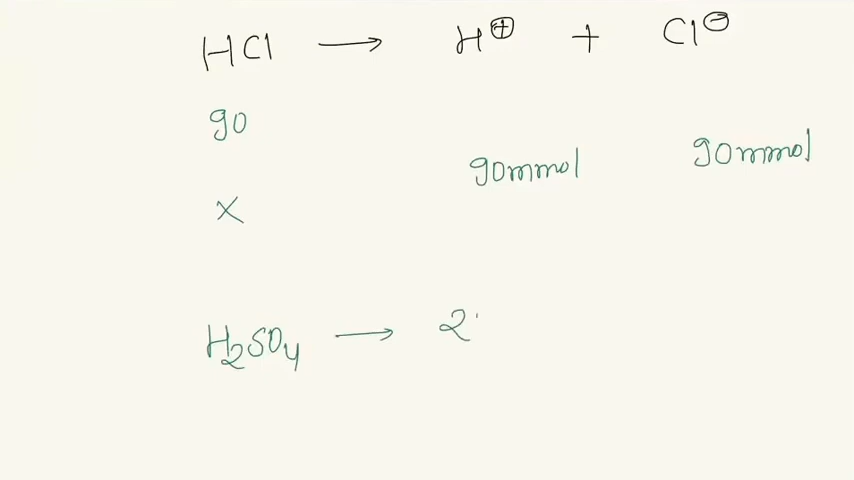 HCl → H⊕ + Cl⊖
90
90mmol 90mmol
X
H₂SO₄ → 2